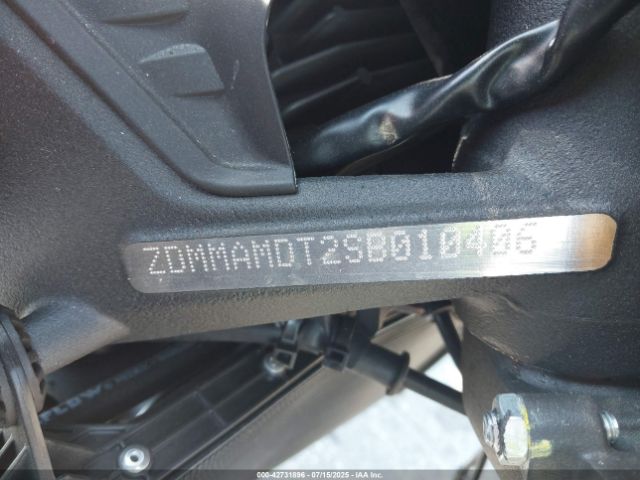 ZDMMAMDT2SB010406
000-42731896 - 07/15/2025 - IAA Inc.